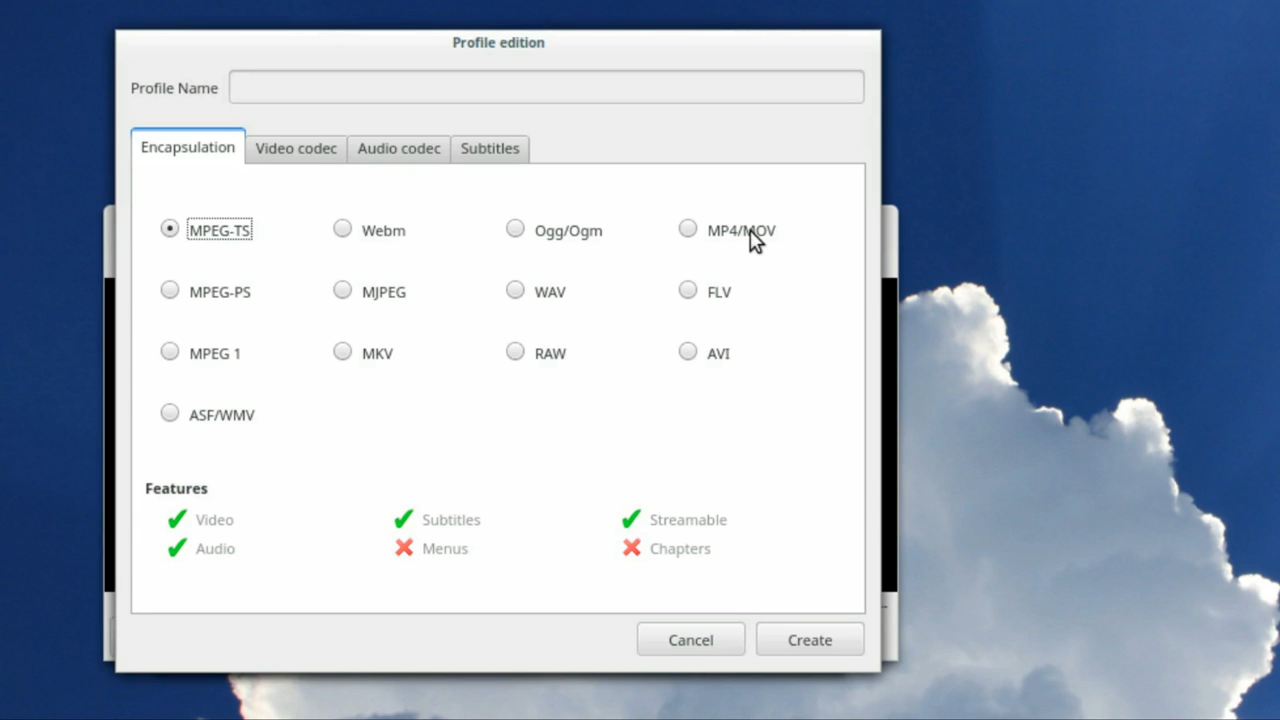 Profile edition
Profile Name
Encapsulation Video codec Audio codec Subtitles
MPEG-TS Webm Ogg/Ogm MP4/MOV
MPEG-PS MJPEG WAV FLV
MPEG 1 MKV RAW AVI
ASF/WMV
Features
Video Subtitles Streamable
Audio Menus Chapters
Cancel Create